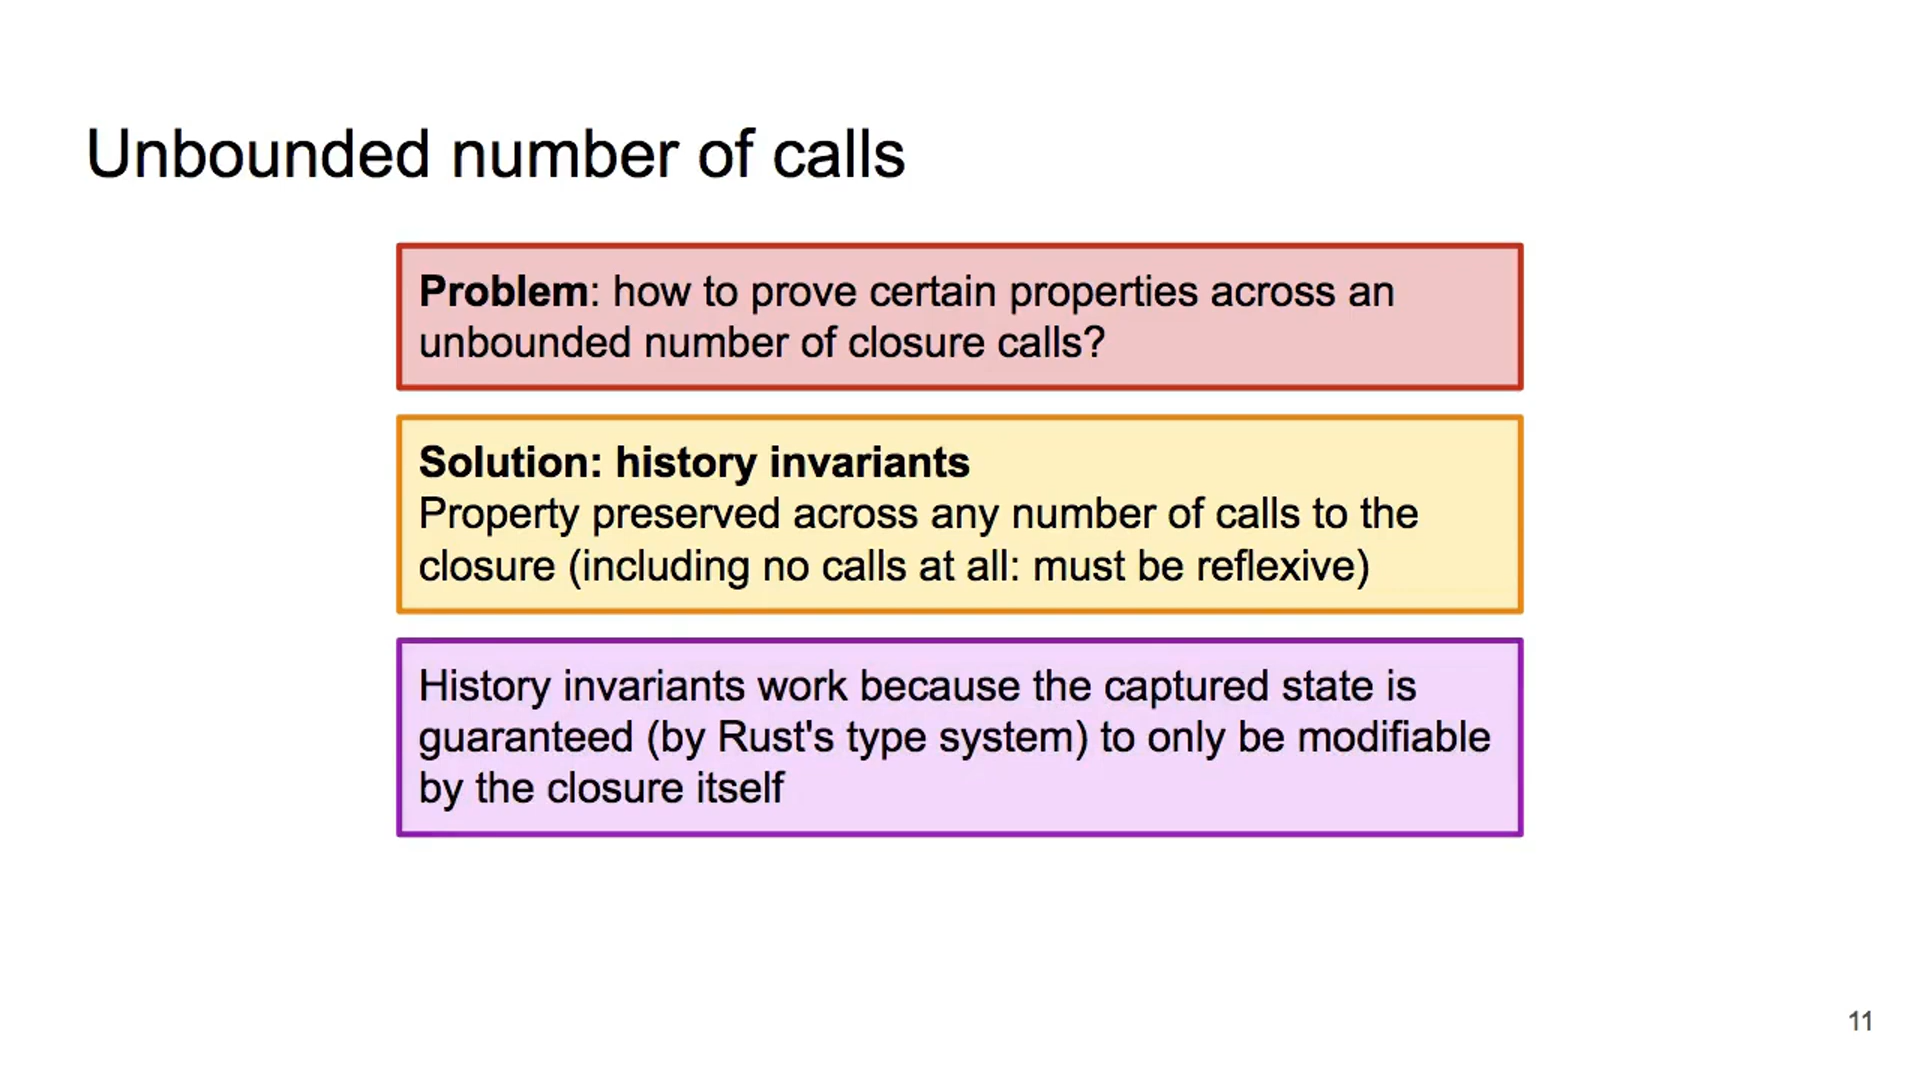 Unbounded number of calls
Problem: how to prove certain properties across an
unbounded number of closure calls?
Solution: history invariants
Property preserved across any number of calls to the
closure (including no calls at all: must be reflexive)
History invariants work because the captured state is
guaranteed (by Rust's type system) to only be modifiable
by the closure itself
11